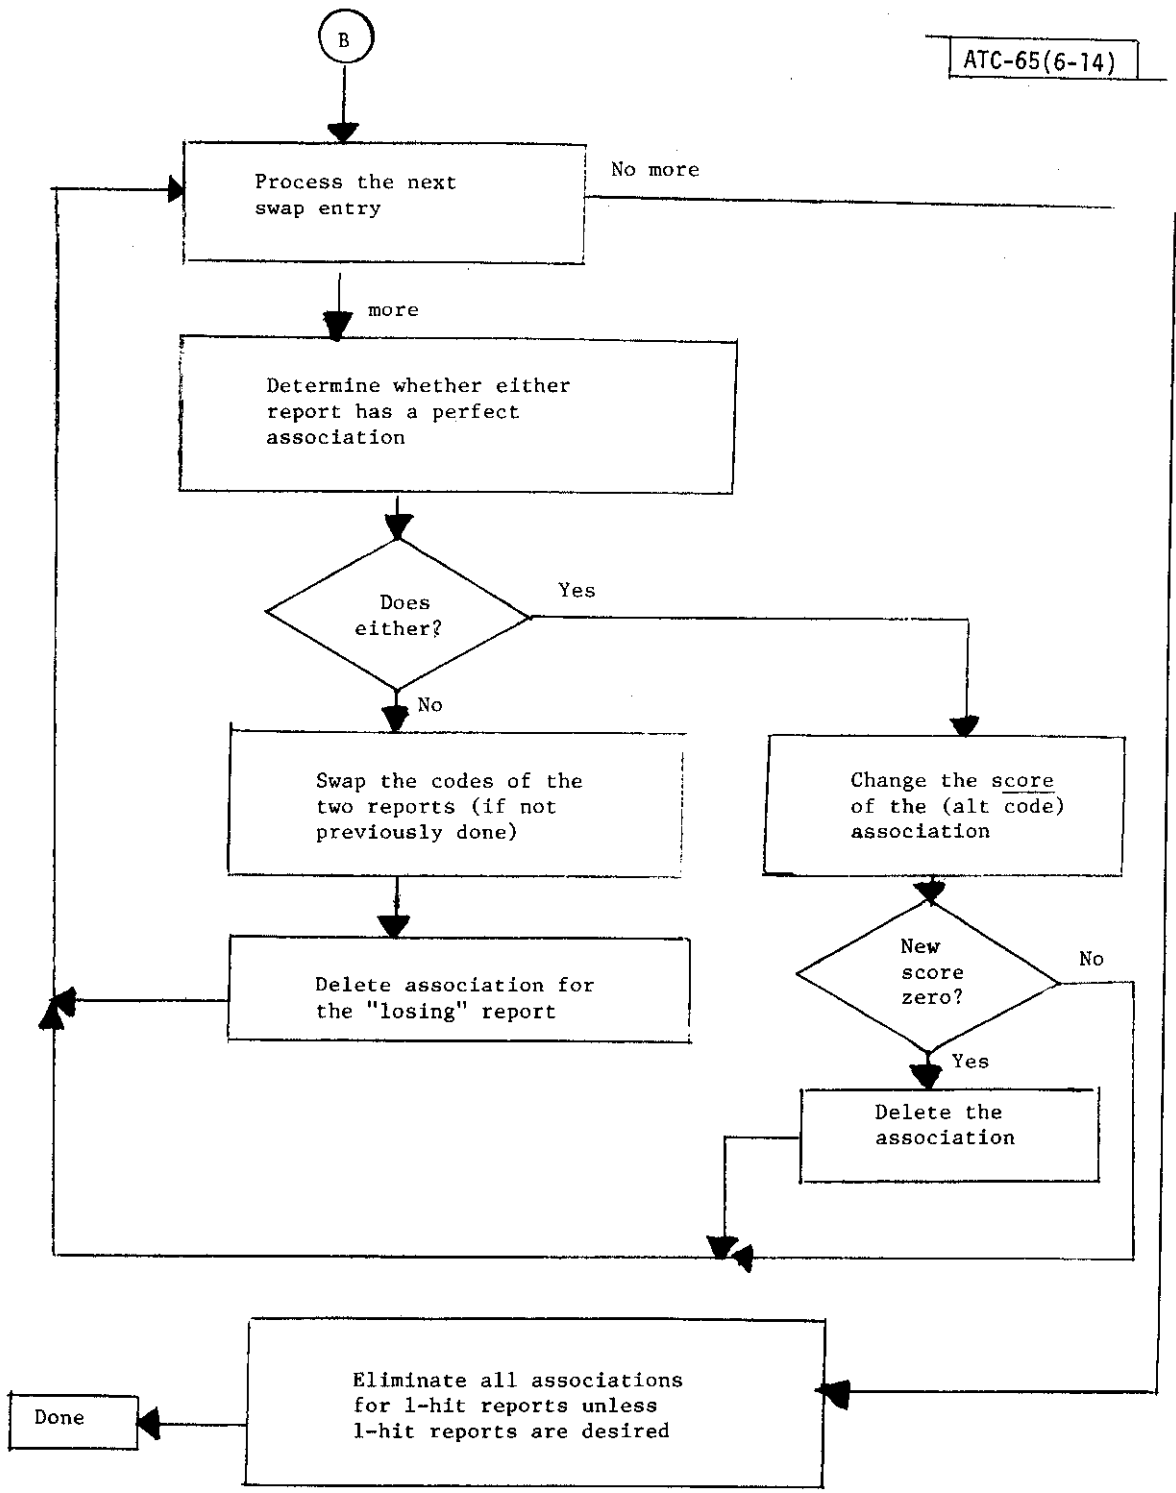 B
ATC-65(6-14)
Process the next
swap entry
No more
more
Determine whether either
report has a perfect
association
Does
either?
Yes
No
Swap the codes of the
two reports (if not
previously done)
Change the score
of the (alt code)
association
Delete association for
the "losing" report
New
score
zero?
No
Yes
Delete the
association
Eliminate all associations
for 1-hit reports unless
1-hit reports are desired
Done